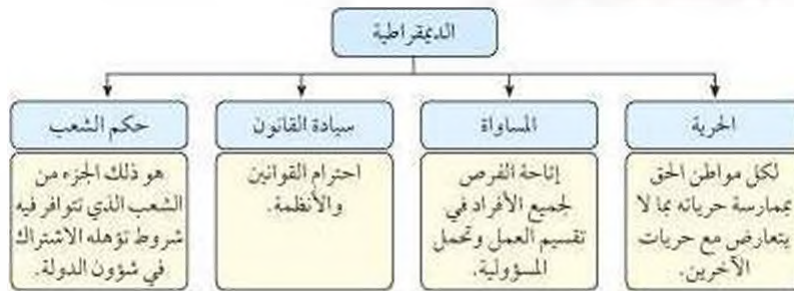 الديمقراطية
الحرية
لكل مواطن الحق
بممارسة حرياته بما لا
يتعارض مع حريات
الآخرين.
المساواة
إتاحة الفرص
لجميع الأفراد في
تقسيم العمل وتحمل
المسؤولية.
سيادة القانون
احترام القوانين
والأنظمة.
حكم الشعب
هو ذلك الجزء من
الشعب الذي تتوافر فيه
شروط تؤهله الاشتراك
في شؤون الدولة.